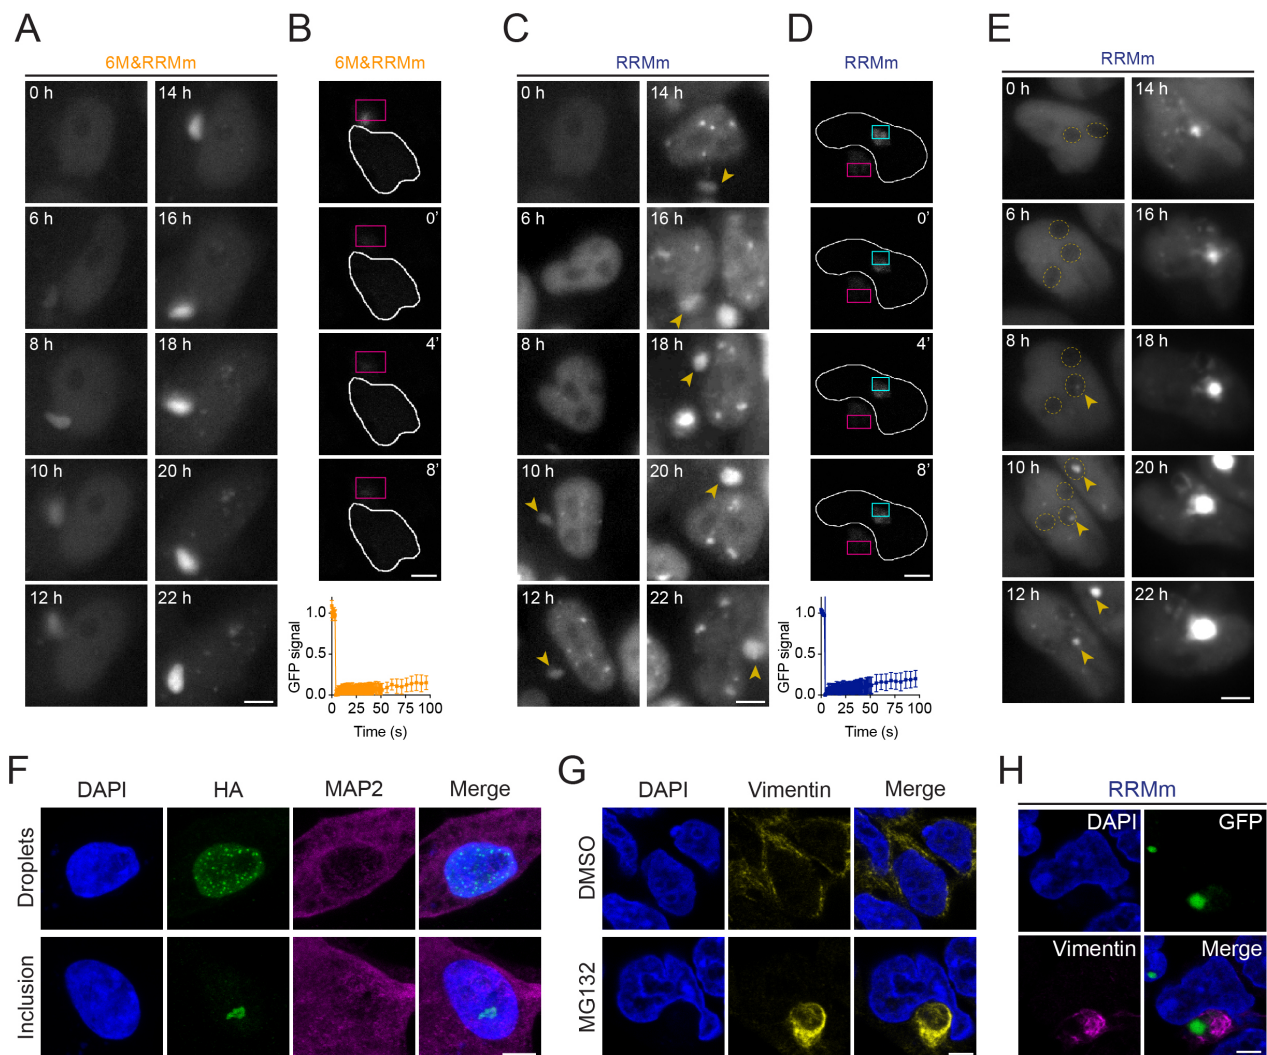 A
6M&RRMm
0 h
14 h
6 h
16 h
8 h
18 h
10 h
20 h
12 h
22 h
B
6M&RRMm
0’
4’
8’
1.0
0.5
0.0
GFP signal
0 25 50 75 100
Time (s)
C
RRMm
0 h
14 h
6 h
16 h
8 h
18 h
10 h
20 h
12 h
22 h
D
RRMm
0’
4’
8’
1.0
0.5
0.0
GFP signal
0 25 50 75 100
Time (s)
E
RRMm
0 h
14 h
6 h
16 h
8 h
18 h
10 h
20 h
12 h
22 h
F
DAPI HA MAP2 Merge
Droplets
Inclusion
G
DAPI Vimentin Merge
DMSO
MG132
H
RRMm
DAPI
GFP
Vimentin
Merge